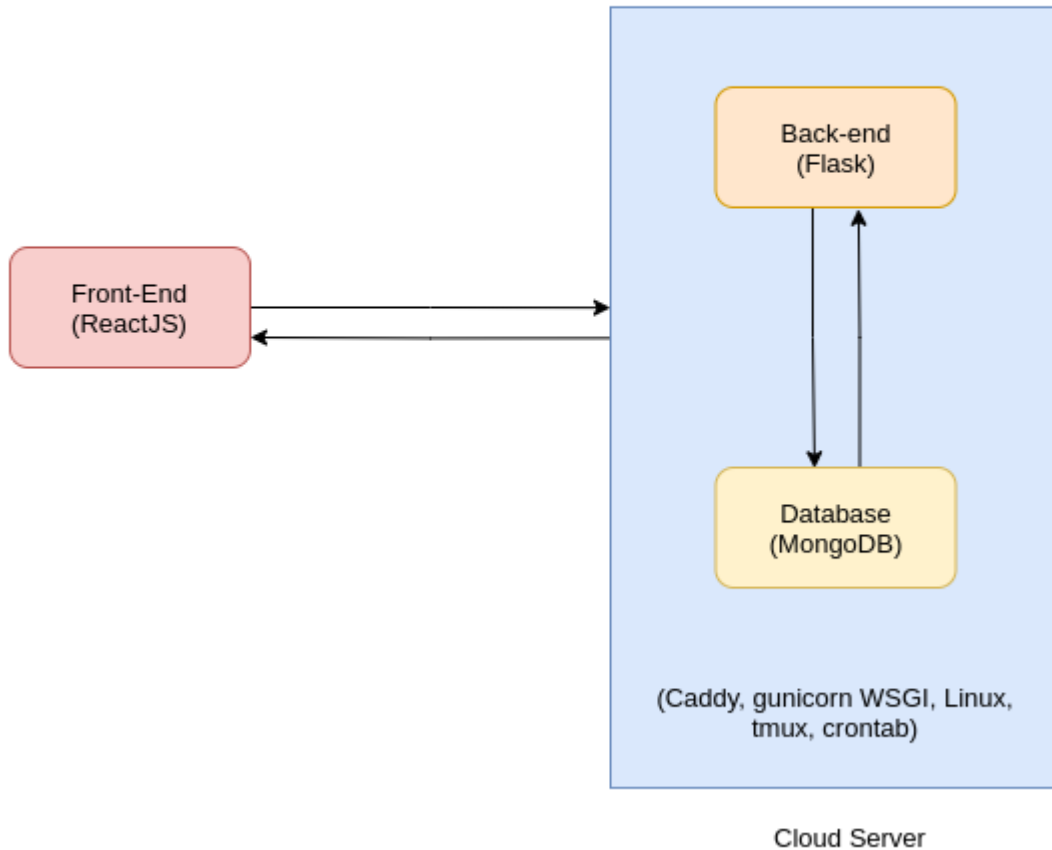 Back-end
(Flask)
Front-End
(ReactJS)
Database
(MongoDB)
(Caddy, gunicorn WSGI, Linux,
tmux, crontab)
Cloud Server